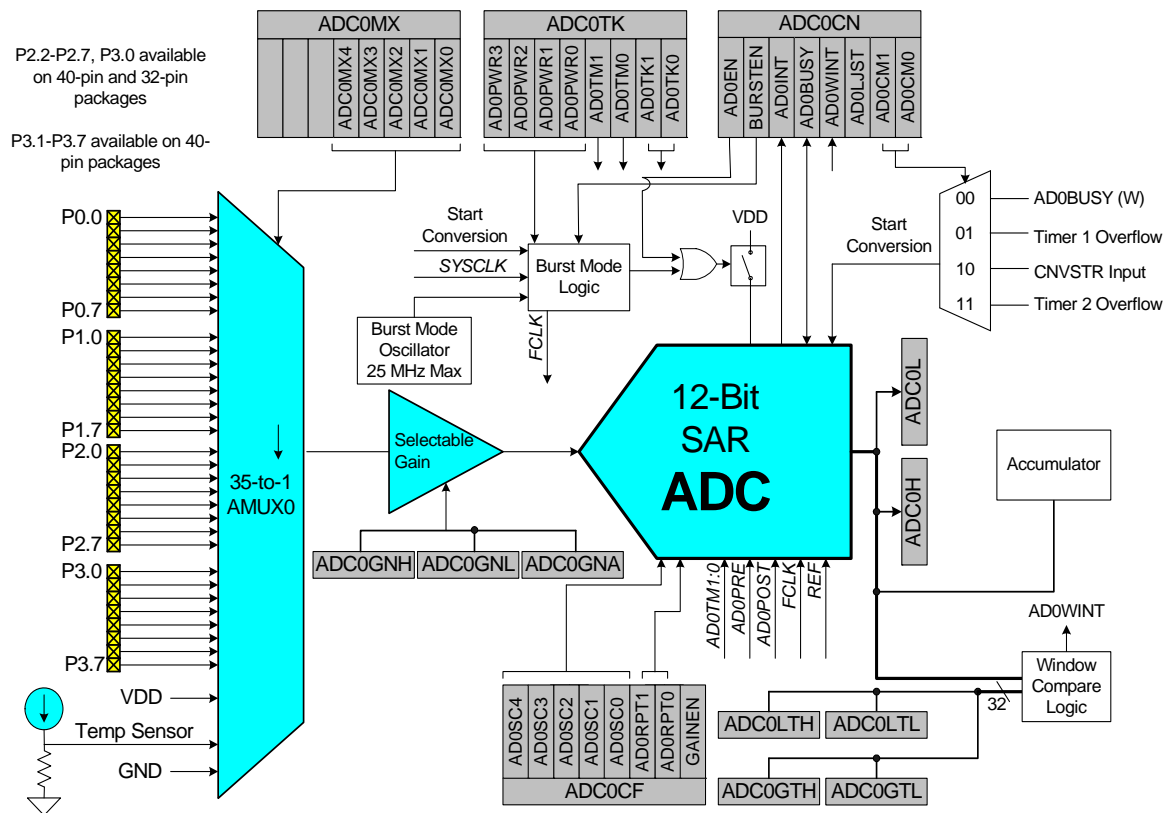 P2.2-P2.7, P3.0 available
on 40-pin and 32-pin
packages
P3.1-P3.7 available on 40-
pin packages
ADC0MX
ADC0MX4
ADC0MX3
ADC0MX2
ADC0MX1
ADC0MX0
ADC0TK
AD0PWR3
AD0PWR2
AD0PWR1
AD0PWR0
AD0TM1
AD0TM0
AD0TK1
AD0TK0
ADC0CN
AD0EN
BURSTEN
AD0INT
AD0BUSY
AD0WINT
AD0LJST
AD0CM1
AD0CM0
P0.0
P0.7
P1.0
P1.7
P2.0
P2.7
P3.0
P3.7
VDD
Temp Sensor
GND
35-to-1
AMUX0
Start
Conversion
SYSCLK
Burst Mode
Logic
Burst Mode
Oscillator
25 MHz Max
FCLK
VDD
Start
Conversion
00
01
10
11
AD0BUSY (W)
Timer 1 Overflow
CNVSTR Input
Timer 2 Overflow
Selectable
Gain
ADC0GNH
ADC0GNL
ADC0GNA
12-Bit
SAR
ADC
ADC0L
ADC0H
Accumulator
AD0TM1:0
AD0PRE
AD0POST
FCLK
REF
AD0WINT
Window
Compare
Logic
32
ADC0LTH
ADC0LTL
ADC0GTH
ADC0GTL
AD0SC4
AD0SC3
AD0SC2
AD0SC1
AD0SC0
AD0RPT1
AD0RPT0
GAINEN
ADC0CF